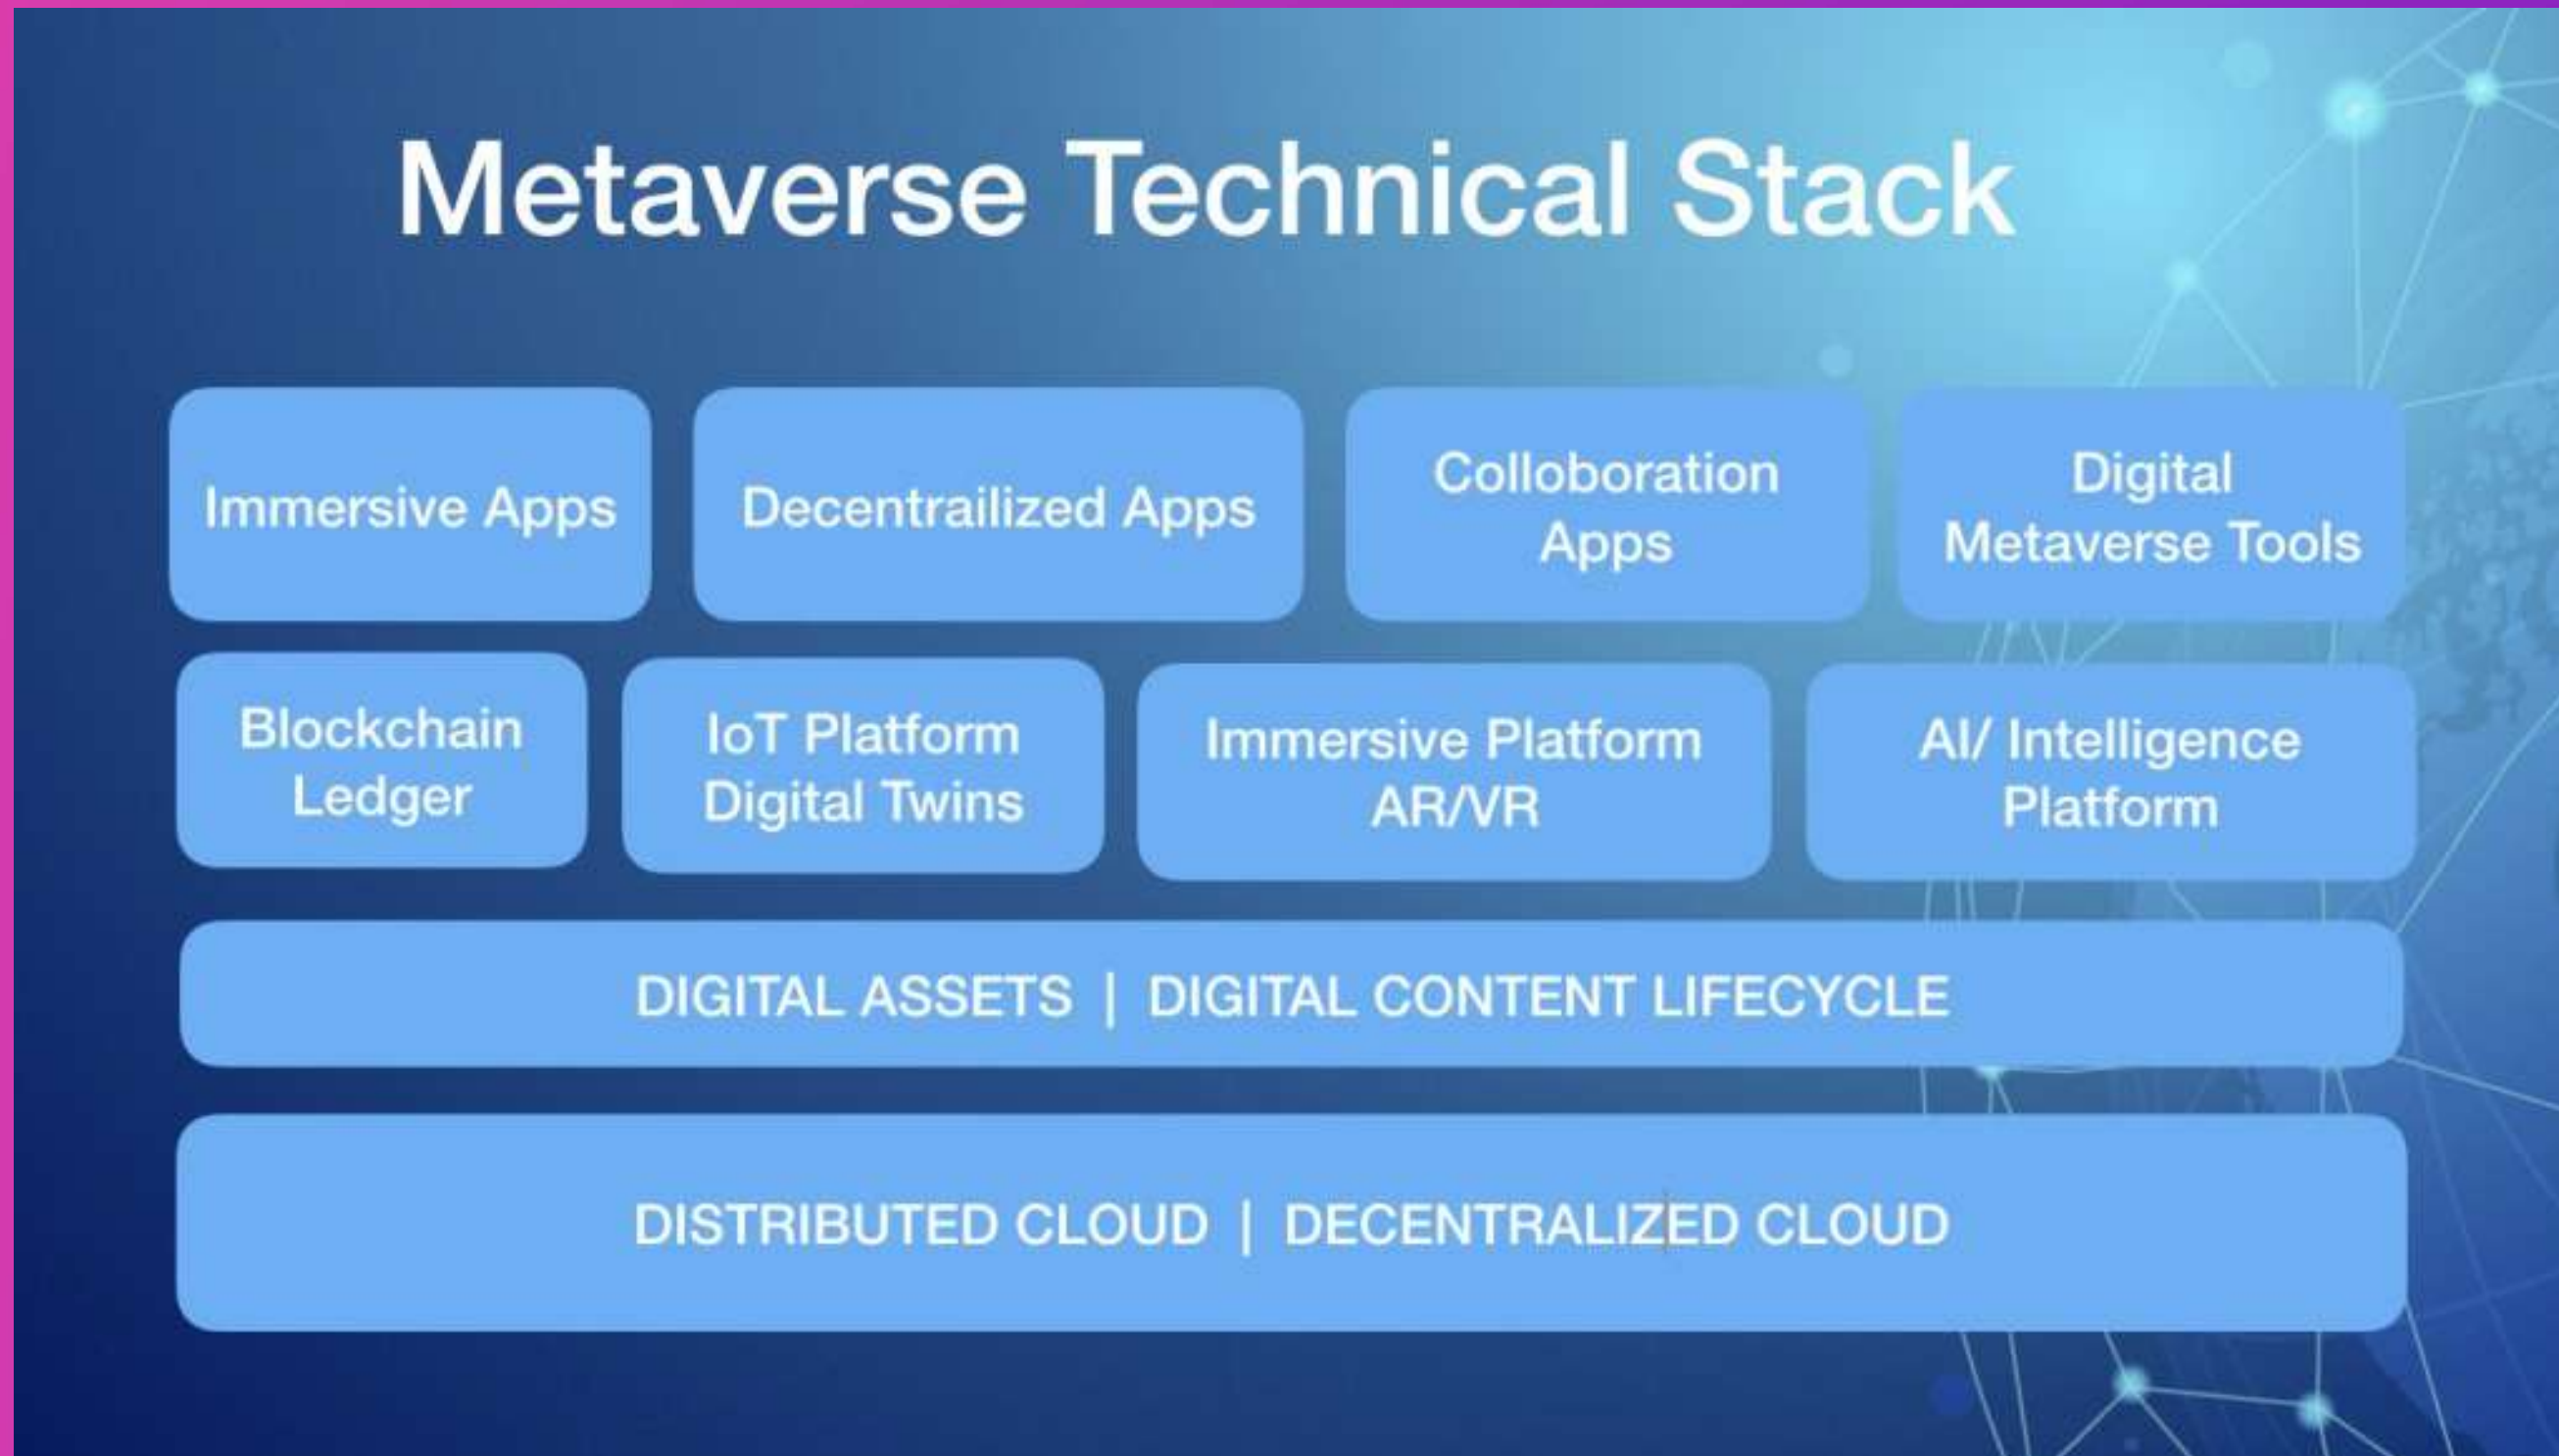 Metaverse Technical Stack
Immersive Apps
Decentrailized Apps
Colloboration
Apps
Digital
Metaverse Tools
Blockchain
Ledger
IoT Platform
Digital Twins
Immersive Platform
AR/VR
AI/ Intelligence
Platform
DIGITAL ASSETS | DIGITAL CONTENT LIFECYCLE
DISTRIBUTED CLOUD | DECENTRALIZED CLOUD